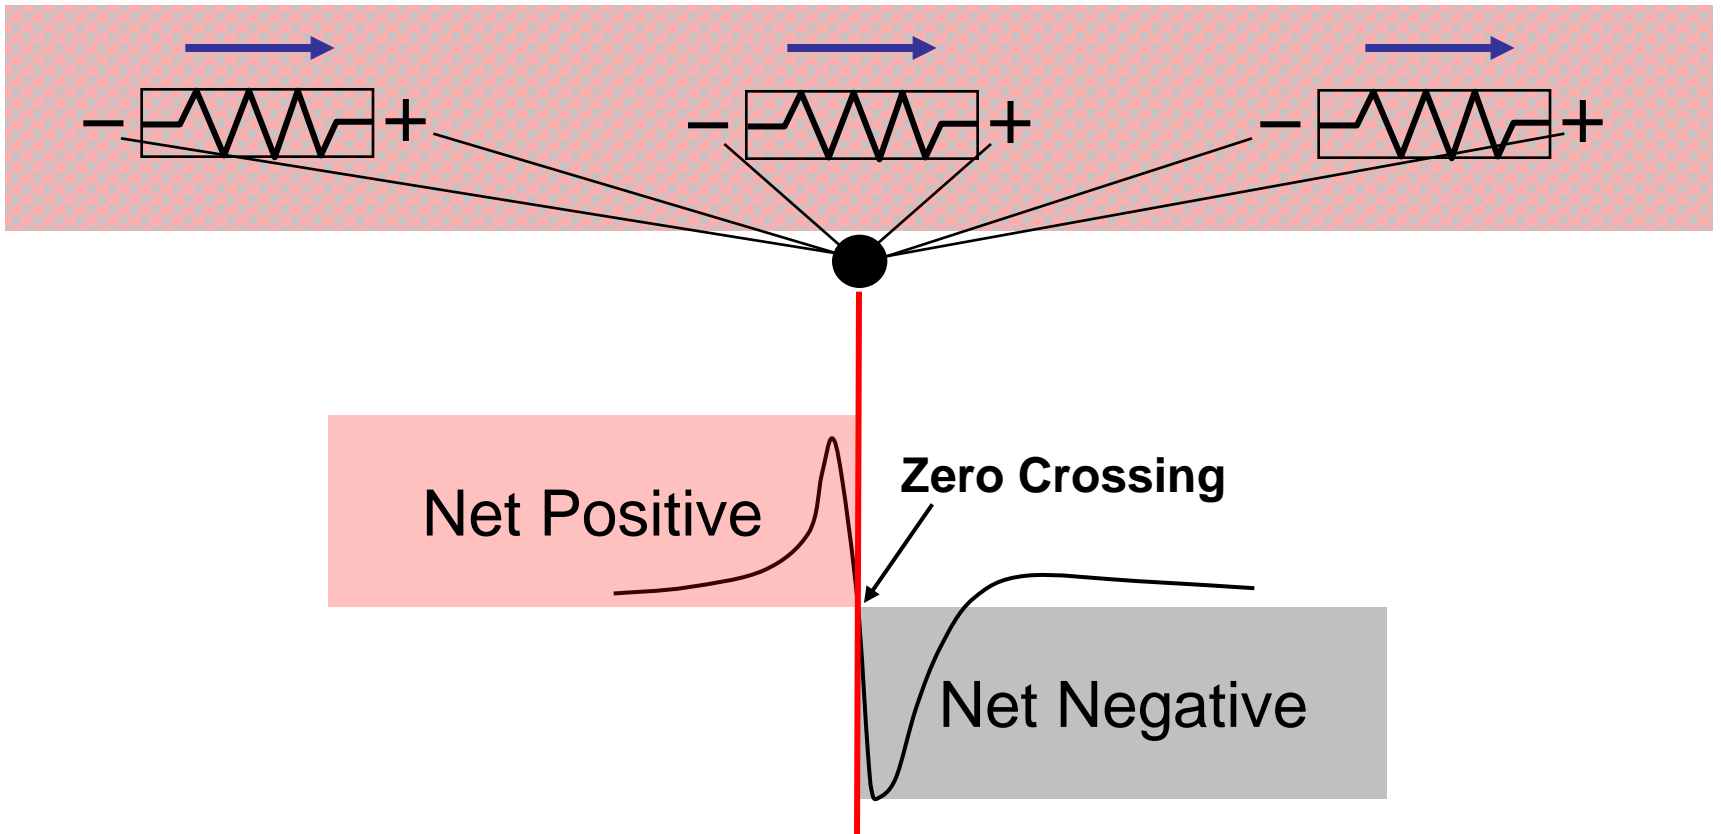 − + − + − +
Zero Crossing
Net Positive
Net Negative